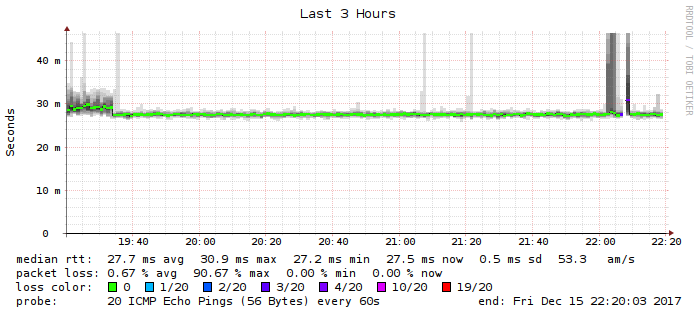 Last 3 Hours
RRDTOOL / TOBI OETIKER
Seconds
40 m
30 m
20 m
10 m
0
19:40 20:00 20:20 20:40 21:00 21:20 21:40 22:00 22:20
median rtt: 27.7 ms avg 30.9 ms max 27.2 ms min 27.5 ms now 0.5 ms sd 53.3 am/s
packet loss: 0.67 % avg 90.67 % max 0.00 % min 0.00 % now
loss color: 0 1/20 2/20 3/20 4/20 10/20 19/20
probe: 20 ICMP Echo Pings (56 Bytes) every 60s end: Fri Dec 15 22:20:03 2017